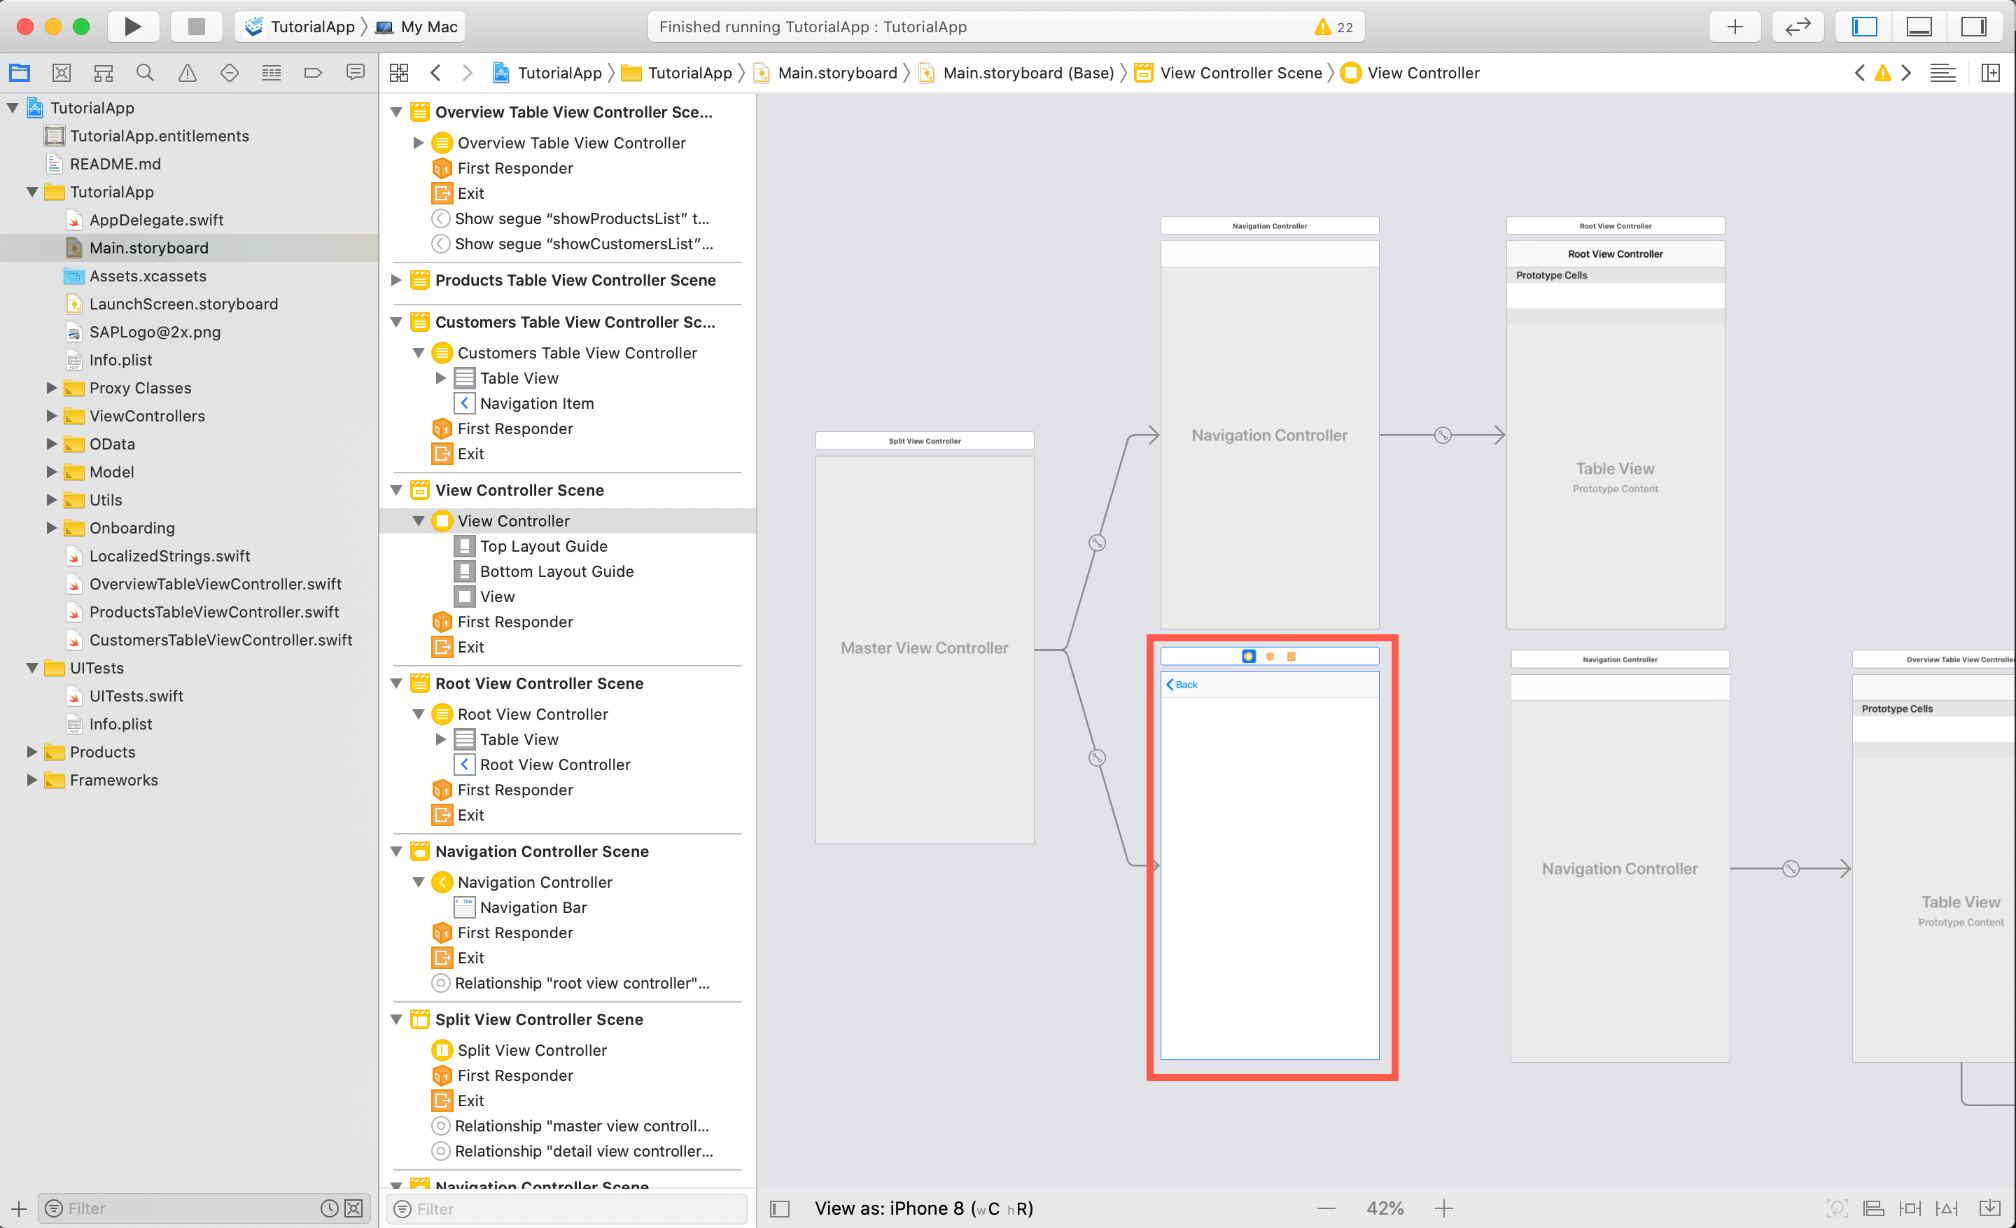 TutorialApp
My Mac
Finished running TutorialApp : TutorialApp
22
TutorialApp
TutorialApp
Main.storyboard
Main.storyboard (Base)
View Controller Scene
View Controller
TutorialApp
TutorialApp.entitlements
README.md
TutorialApp
AppDelegate.swift
Main.storyboard
Assets.xcassets
LaunchScreen.storyboard
SAPLogo@2x.png
Info.plist
Proxy Classes
ViewControllers
OData
Model
Utils
Onboarding
LocalizedStrings.swift
OverviewTableViewController.swift
ProductsTableViewController.swift
CustomersTableViewController.swift
UITests
UITests.swift
Info.plist
Products
Frameworks
Filter
Overview Table View Controller Sce...
Overview Table View Controller
First Responder
Exit
Show segue “showProductsList” t...
Show segue “showCustomersList”...
Products Table View Controller Scene
Customers Table View Controller Sc...
Customers Table View Controller
Table View
Navigation Item
First Responder
Exit
View Controller Scene
View Controller
Top Layout Guide
Bottom Layout Guide
View
First Responder
Exit
Root View Controller Scene
Root View Controller
Table View
Root View Controller
First Responder
Exit
Navigation Controller Scene
Navigation Controller
Navigation Bar
First Responder
Exit
Relationship "root view controller"...
Split View Controller Scene
Split View Controller
First Responder
Exit
Relationship "master view controll...
Relationship "detail view controller...
Navigation Controller Scene
Filter
Split View Controller
Master View Controller
Navigation Controller
Navigation Controller
Root View Controller
Root View Controller
Prototype Cells
Table View
Prototype Content
Back
Navigation Controller
Navigation Controller
Overview Table View Controller
Prototype Cells
Table View
Prototype Content
View as: iPhone 8 (wC hR)
42%